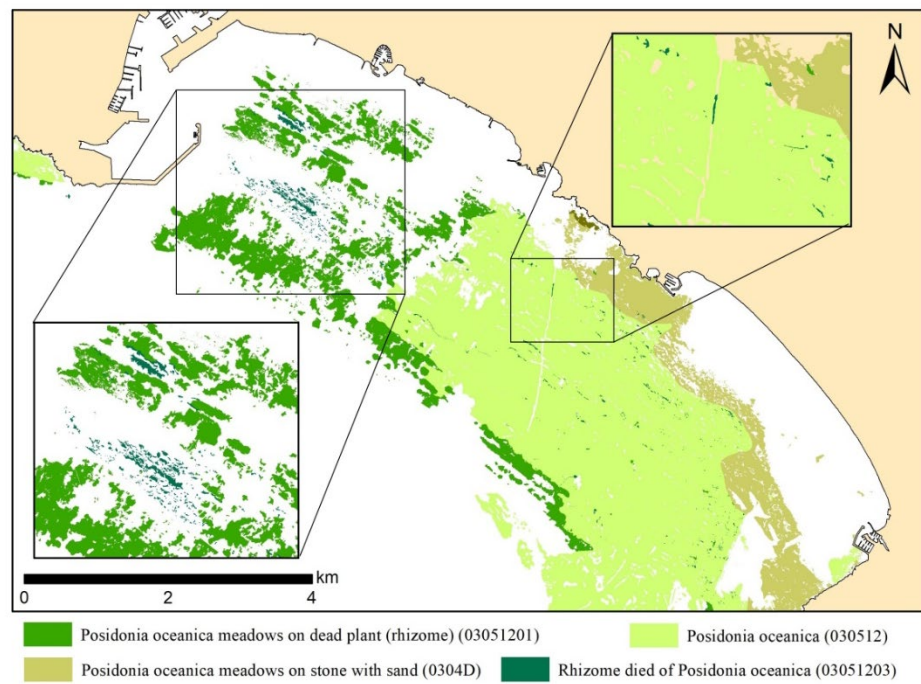 N
km
0 2 4
Posidonia oceanica meadows on dead plant (rhizome) (03051201)
Posidonia oceanica (030512)
Posidonia oceanica meadows on stone with sand (0304D)
Rhizome died of Posidonia oceanica (03051203)